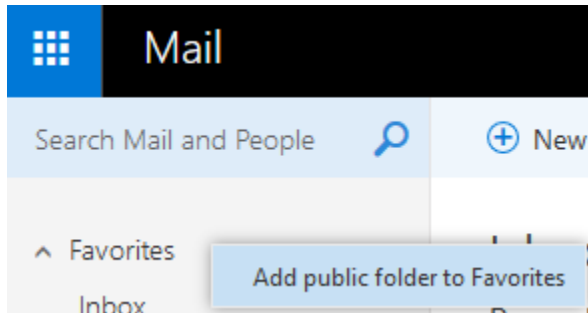 Mail
Search Mail and People
New
Favorites
Add public folder to Favorites
Inbox